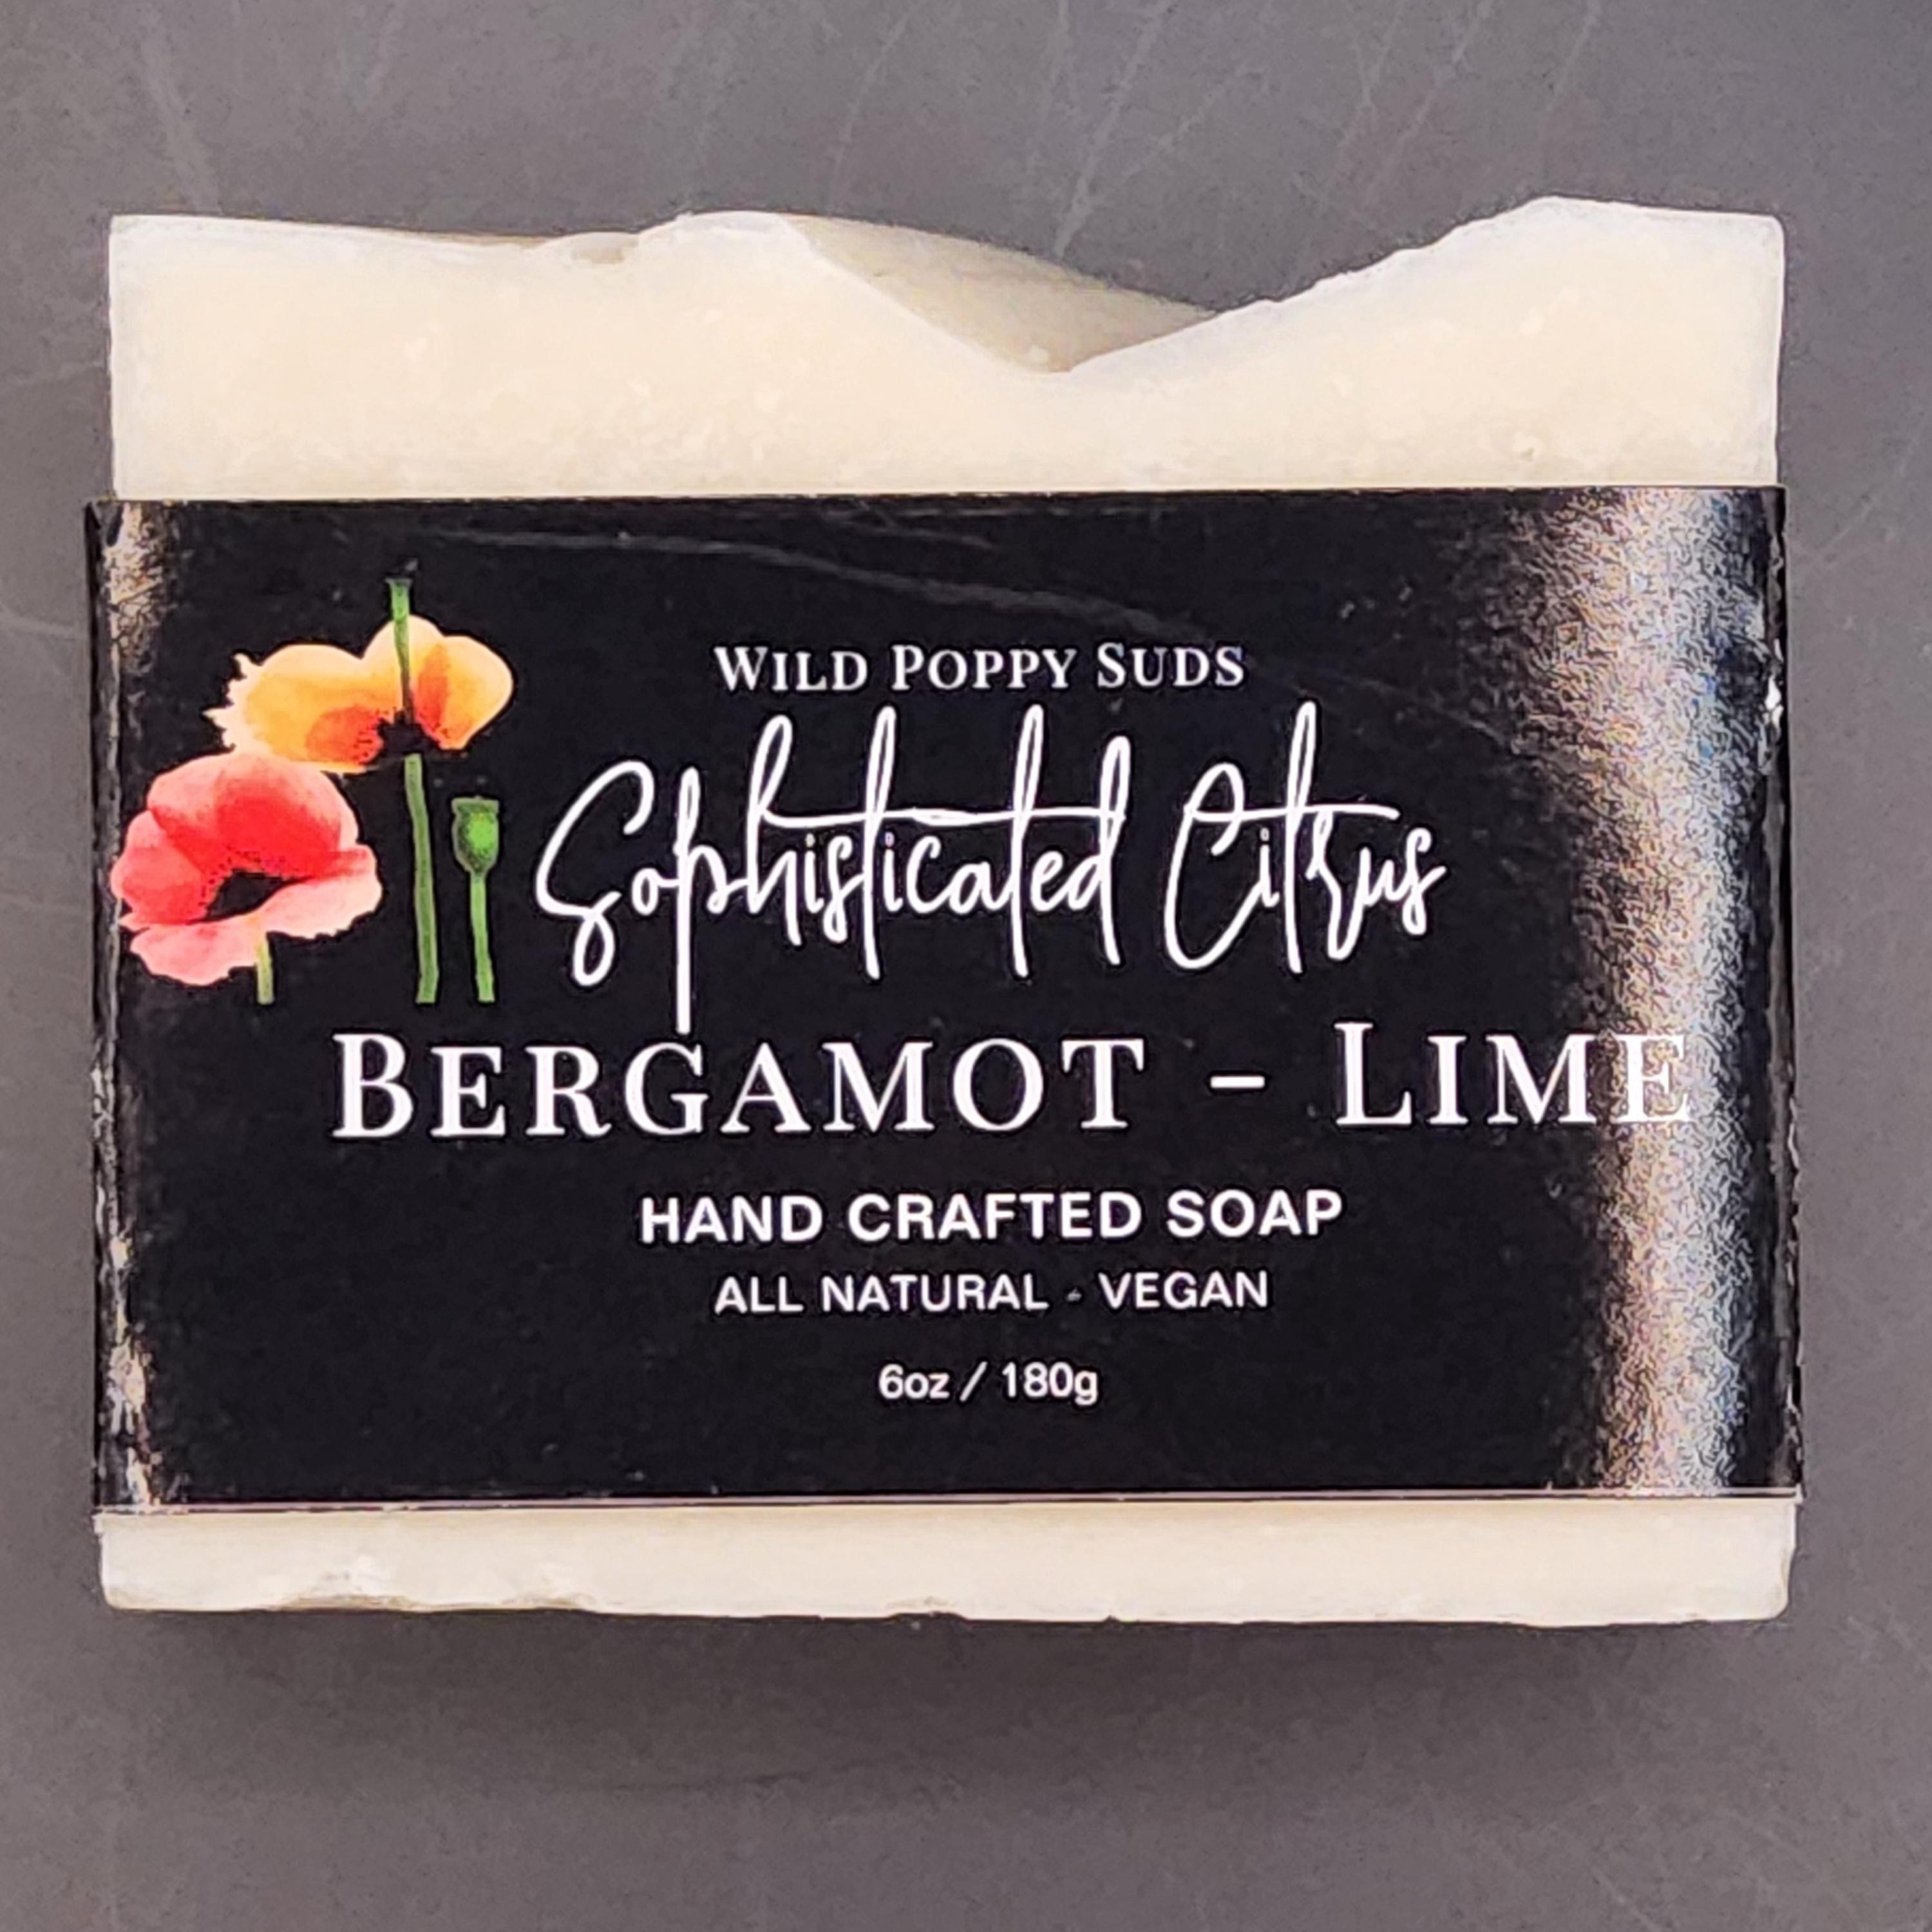 WILD POPPY SUDS
Sophisticated Citrus
BERGAMOT - LIME
HAND CRAFTED SOAP
ALL NATURAL - VEGAN
6oz / 180g